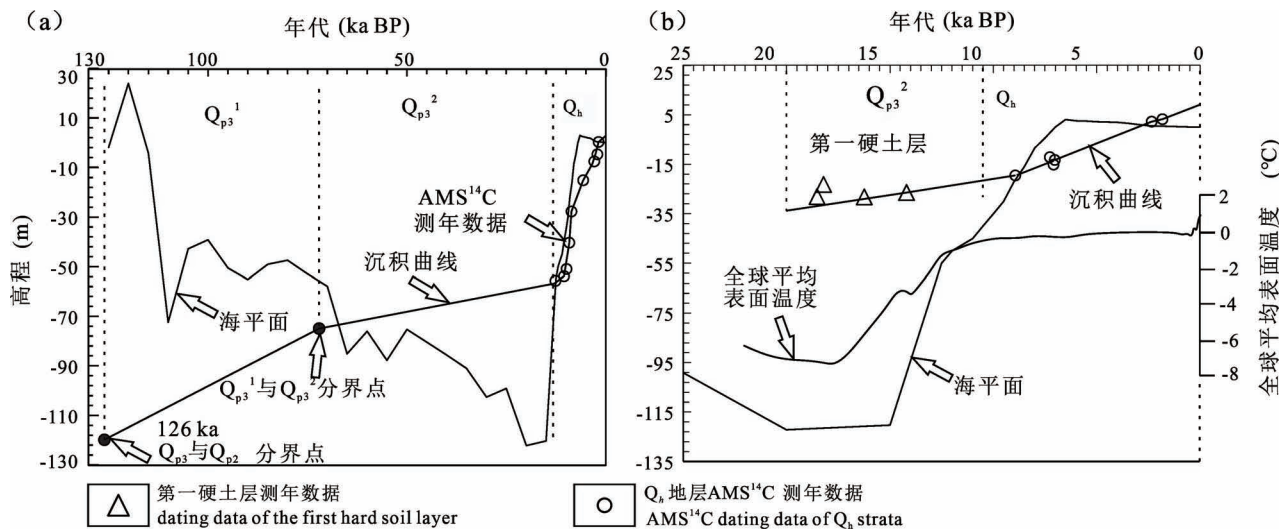 (a)
年代 (ka BP)
130
100
50
0
30
10
-10
-30
-50
-70
-90
-110
-130
高程 (m)
Qp3¹
Qp3²
Qh
AMS¹⁴C
测年数据
沉积曲线
海平面
Qp3¹与Qp3²分界点
126 ka
Qp3与Qp2 分界点
(b)
年代 (ka BP)
25
20
15
10
5
0
25
5
-15
-35
-55
-75
-95
-115
-135
Qp3²
Qh
第一硬土层
沉积曲线
全球平均
表面温度
海平面
2
0
-2
-4
-6
-8
全球平均表面温度 (℃)
第一硬土层测年数据
dating data of the first hard soil layer
Qh 地层AMS¹⁴C 测年数据
AMS¹⁴C dating data of Qh strata